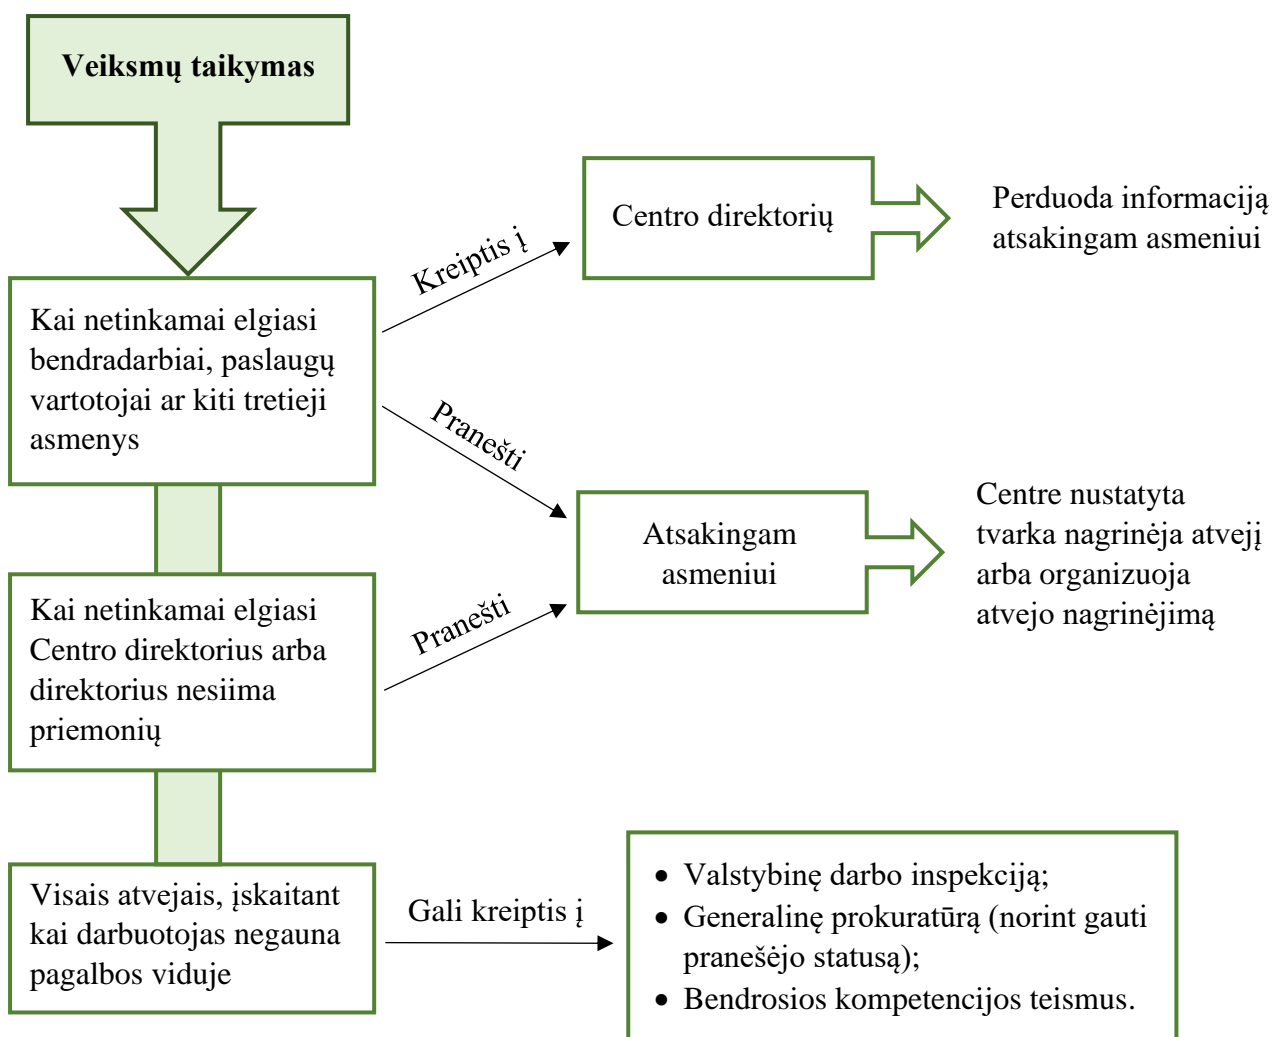 Veiksmų taikymas
Kreiptis į
Centro direktorių
Perduoda informaciją
atsakingam asmeniui
Kai netinkamai elgiasi
bendradarbiai, paslaugų
vartotojai ar kiti tretieji
asmenys
Pranešti
Atsakingam
asmeniui
Centre nustatyta
tvarka nagrinėja atvejį
arba organizuoja
atvejo nagrinėjimą
Kai netinkamai elgiasi
Centro direktorius arba
direktorius nesiima
priemonių
Pranešti
Visais atvejais, įskaitant
kai darbuotojas negauna
pagalbos viduje
Gali kreiptis į
• Valstybinę darbo inspekciją;
• Generalinę prokuratūrą (norint gauti
pranešėjo statusą);
• Bendrosios kompetencijos teismus.